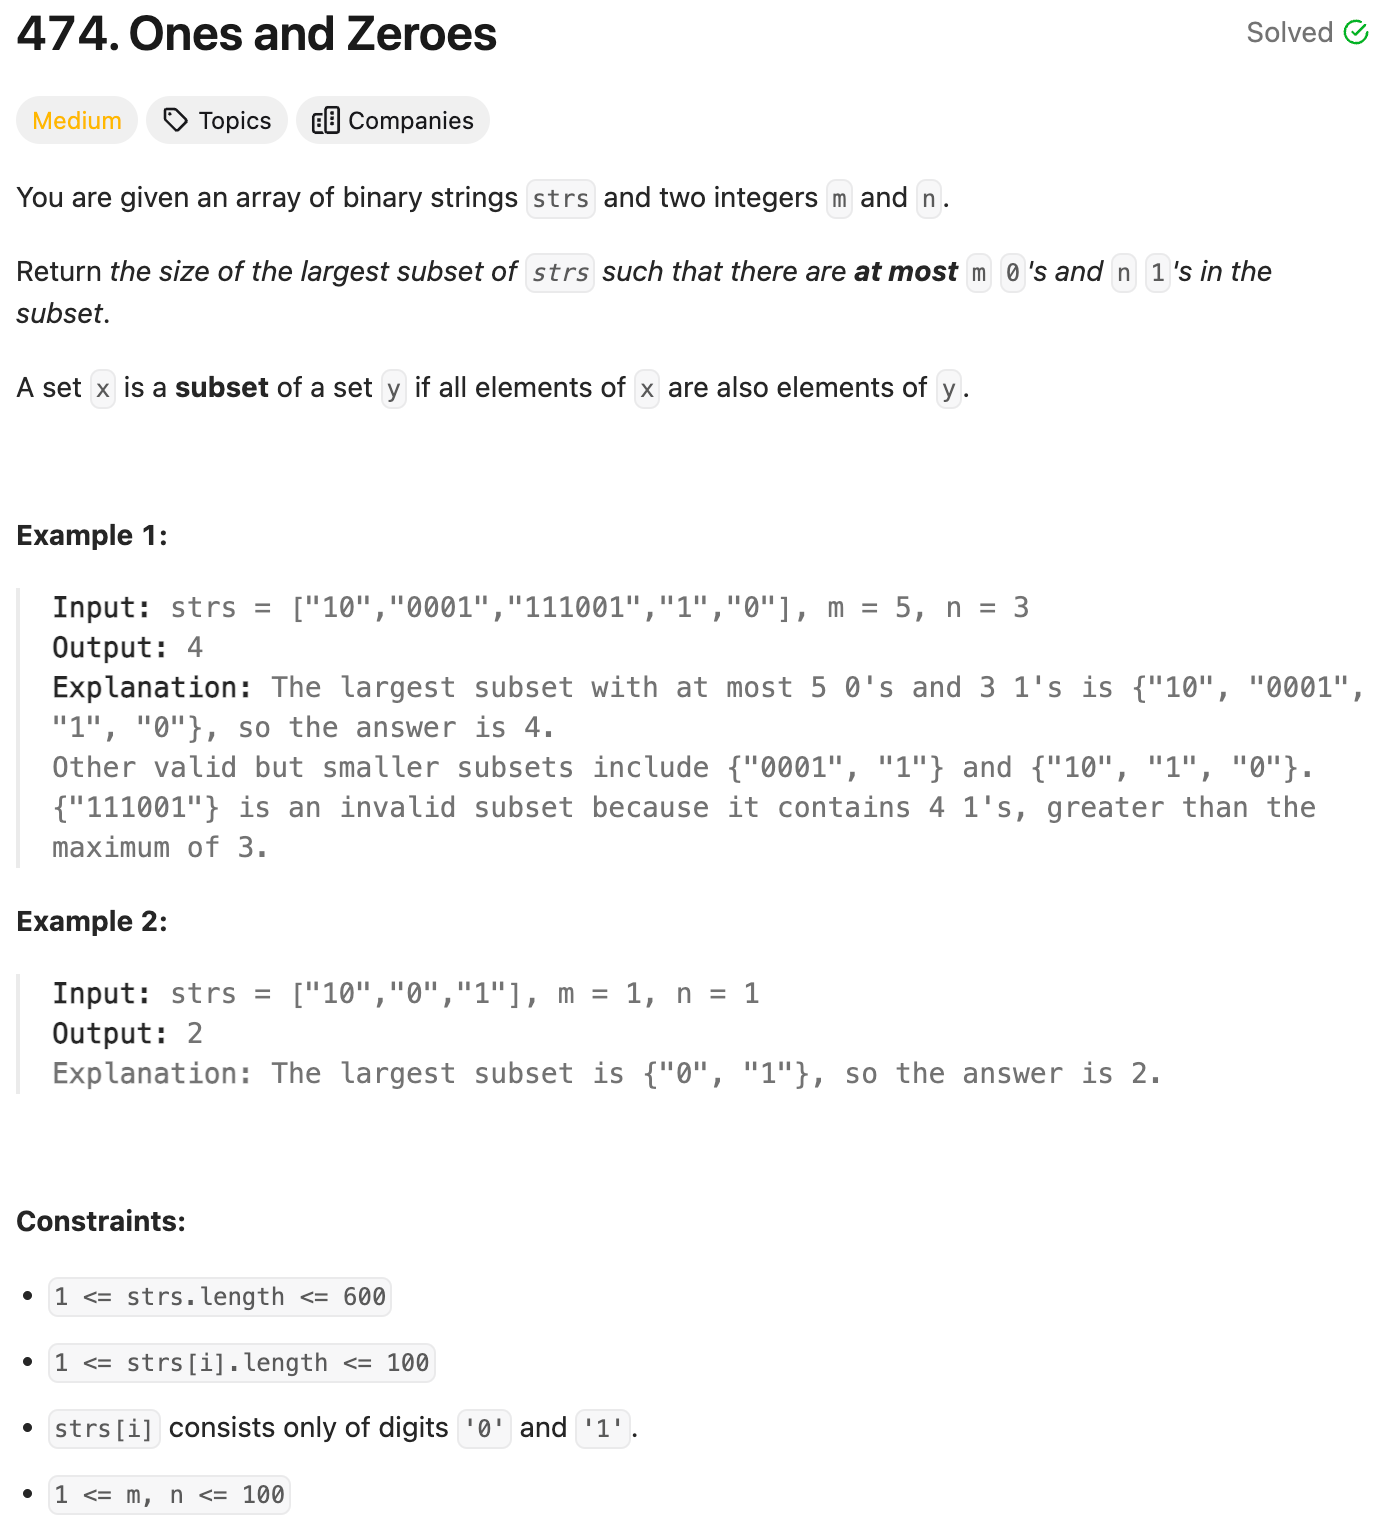 474. Ones and Zeroes
Solved
Medium
Topics
Companies
You are given an array of binary strings strs and two integers m and n.
Return the size of the largest subset of strs such that there are at most m 0's and n 1's in the
subset.
A set x is a subset of a set y if all elements of x are also elements of y.
Example 1:
Input: strs = ["10","0001","111001","1","0"], m = 5, n = 3
Output: 4
Explanation: The largest subset with at most 5 0's and 3 1's is {"10", "0001",
"1", "0"}, so the answer is 4.
Other valid but smaller subsets include {"0001", "1"} and {"10", "1", "0"}.
{"111001"} is an invalid subset because it contains 4 1's, greater than the
maximum of 3.
Example 2:
Input: strs = ["10","0","1"], m = 1, n = 1
Output: 2
Explanation: The largest subset is {"0", "1"}, so the answer is 2.
Constraints:
• 1 <= strs.length <= 600
• 1 <= strs[i].length <= 100
• strs[i] consists only of digits '0' and '1'.
• 1 <= m, n <= 100